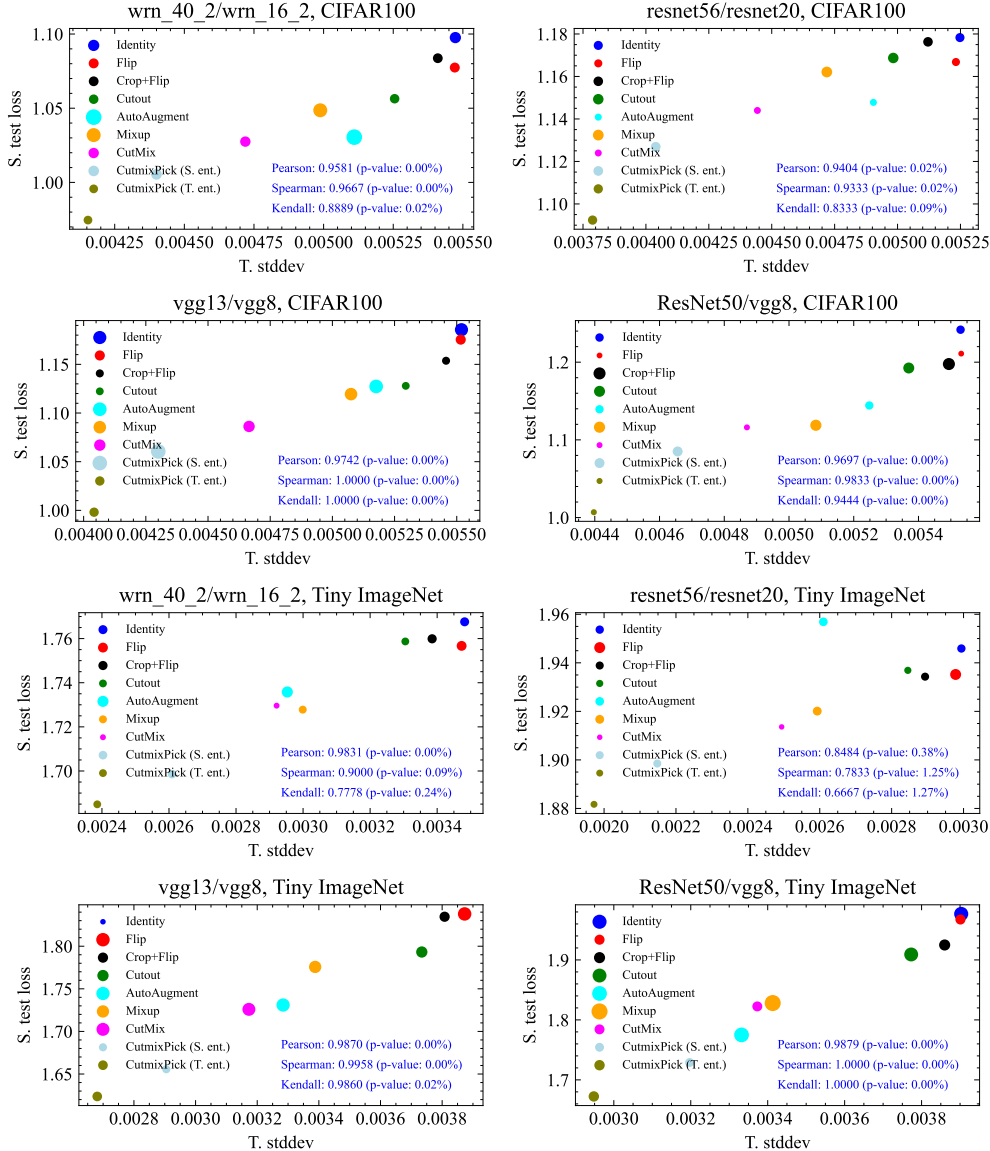 wrn_40_2/wrn_16_2, CIFAR100
S. test loss
1.10
1.05
1.00
Identity
Flip
Crop+Flip
Cutout
AutoAugment
Mixup
CutMix
CutmixPick (S. ent.)
CutmixPick (T. ent.)
Pearson: 0.9581 (p-value: 0.00%)
Spearman: 0.9667 (p-value: 0.00%)
Kendall: 0.8889 (p-value: 0.02%)
0.00425 0.00450 0.00475 0.00500 0.00525 0.00550
T. stddev
resnet56/resnet20, CIFAR100
S. test loss
1.18
1.16
1.14
1.12
1.10
Identity
Flip
Crop+Flip
Cutout
AutoAugment
Mixup
CutMix
CutmixPick (S. ent.)
CutmixPick (T. ent.)
Pearson: 0.9404 (p-value: 0.02%)
Spearman: 0.9333 (p-value: 0.02%)
Kendall: 0.8333 (p-value: 0.09%)
0.00375 0.00400 0.00425 0.00450 0.00475 0.00500 0.00525
T. stddev
vgg13/vgg8, CIFAR100
S. test loss
1.15
1.10
1.05
1.00
Identity
Flip
Crop+Flip
Cutout
AutoAugment
Mixup
CutMix
CutmixPick (S. ent.)
CutmixPick (T. ent.)
Pearson: 0.9742 (p-value: 0.00%)
Spearman: 1.0000 (p-value: 0.00%)
Kendall: 1.0000 (p-value: 0.00%)
0.00400 0.00425 0.00450 0.00475 0.00500 0.00525 0.00550
T. stddev
ResNet50/vgg8, CIFAR100
S. test loss
1.2
1.1
1.0
Identity
Flip
Crop+Flip
Cutout
AutoAugment
Mixup
CutMix
CutmixPick (S. ent.)
CutmixPick (T. ent.)
Pearson: 0.9697 (p-value: 0.00%)
Spearman: 0.9833 (p-value: 0.00%)
Kendall: 0.9444 (p-value: 0.00%)
0.0044 0.0046 0.0048 0.0050 0.0052 0.0054
T. stddev
wrn_40_2/wrn_16_2, Tiny ImageNet
S. test loss
1.76
1.74
1.72
1.70
Identity
Flip
Crop+Flip
Cutout
AutoAugment
Mixup
CutMix
CutmixPick (S. ent.)
CutmixPick (T. ent.)
Pearson: 0.9831 (p-value: 0.00%)
Spearman: 0.9000 (p-value: 0.09%)
Kendall: 0.7778 (p-value: 0.24%)
0.0024 0.0026 0.0028 0.0030 0.0032 0.0034
T. stddev
resnet56/resnet20, Tiny ImageNet
S. test loss
1.96
1.94
1.92
1.90
1.88
Identity
Flip
Crop+Flip
Cutout
AutoAugment
Mixup
CutMix
CutmixPick (S. ent.)
CutmixPick (T. ent.)
Pearson: 0.8484 (p-value: 0.38%)
Spearman: 0.7833 (p-value: 1.25%)
Kendall: 0.6667 (p-value: 1.27%)
0.0020 0.0022 0.0024 0.0026 0.0028 0.0030
T. stddev
vgg13/vgg8, Tiny ImageNet
S. test loss
1.80
1.75
1.70
1.65
Identity
Flip
Crop+Flip
Cutout
AutoAugment
Mixup
CutMix
CutmixPick (S. ent.)
CutmixPick (T. ent.)
Pearson: 0.9870 (p-value: 0.00%)
Spearman: 0.9958 (p-value: 0.00%)
Kendall: 0.9860 (p-value: 0.02%)
0.0028 0.0030 0.0032 0.0034 0.0036 0.0038
T. stddev
ResNet50/vgg8, Tiny ImageNet
S. test loss
1.9
1.8
1.7
Identity
Flip
Crop+Flip
Cutout
AutoAugment
Mixup
CutMix
CutmixPick (S. ent.)
CutmixPick (T. ent.)
Pearson: 0.9879 (p-value: 0.00%)
Spearman: 1.0000 (p-value: 0.00%)
Kendall: 1.0000 (p-value: 0.00%)
0.0030 0.0032 0.0034 0.0036 0.0038
T. stddev